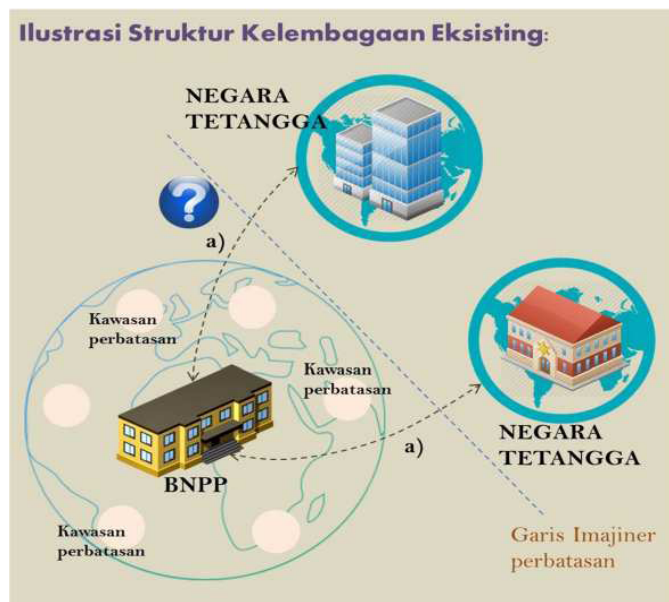 Ilustrasi Struktur Kelembagaan Eksisting:
NEGARA
TETANGGA
?
a)
Kawasan
perbatasan
Kawasan
perbatasan
BNPP
a)
NEGARA
TETANGGA
Kawasan
perbatasan
Garis Imajiner
perbatasan